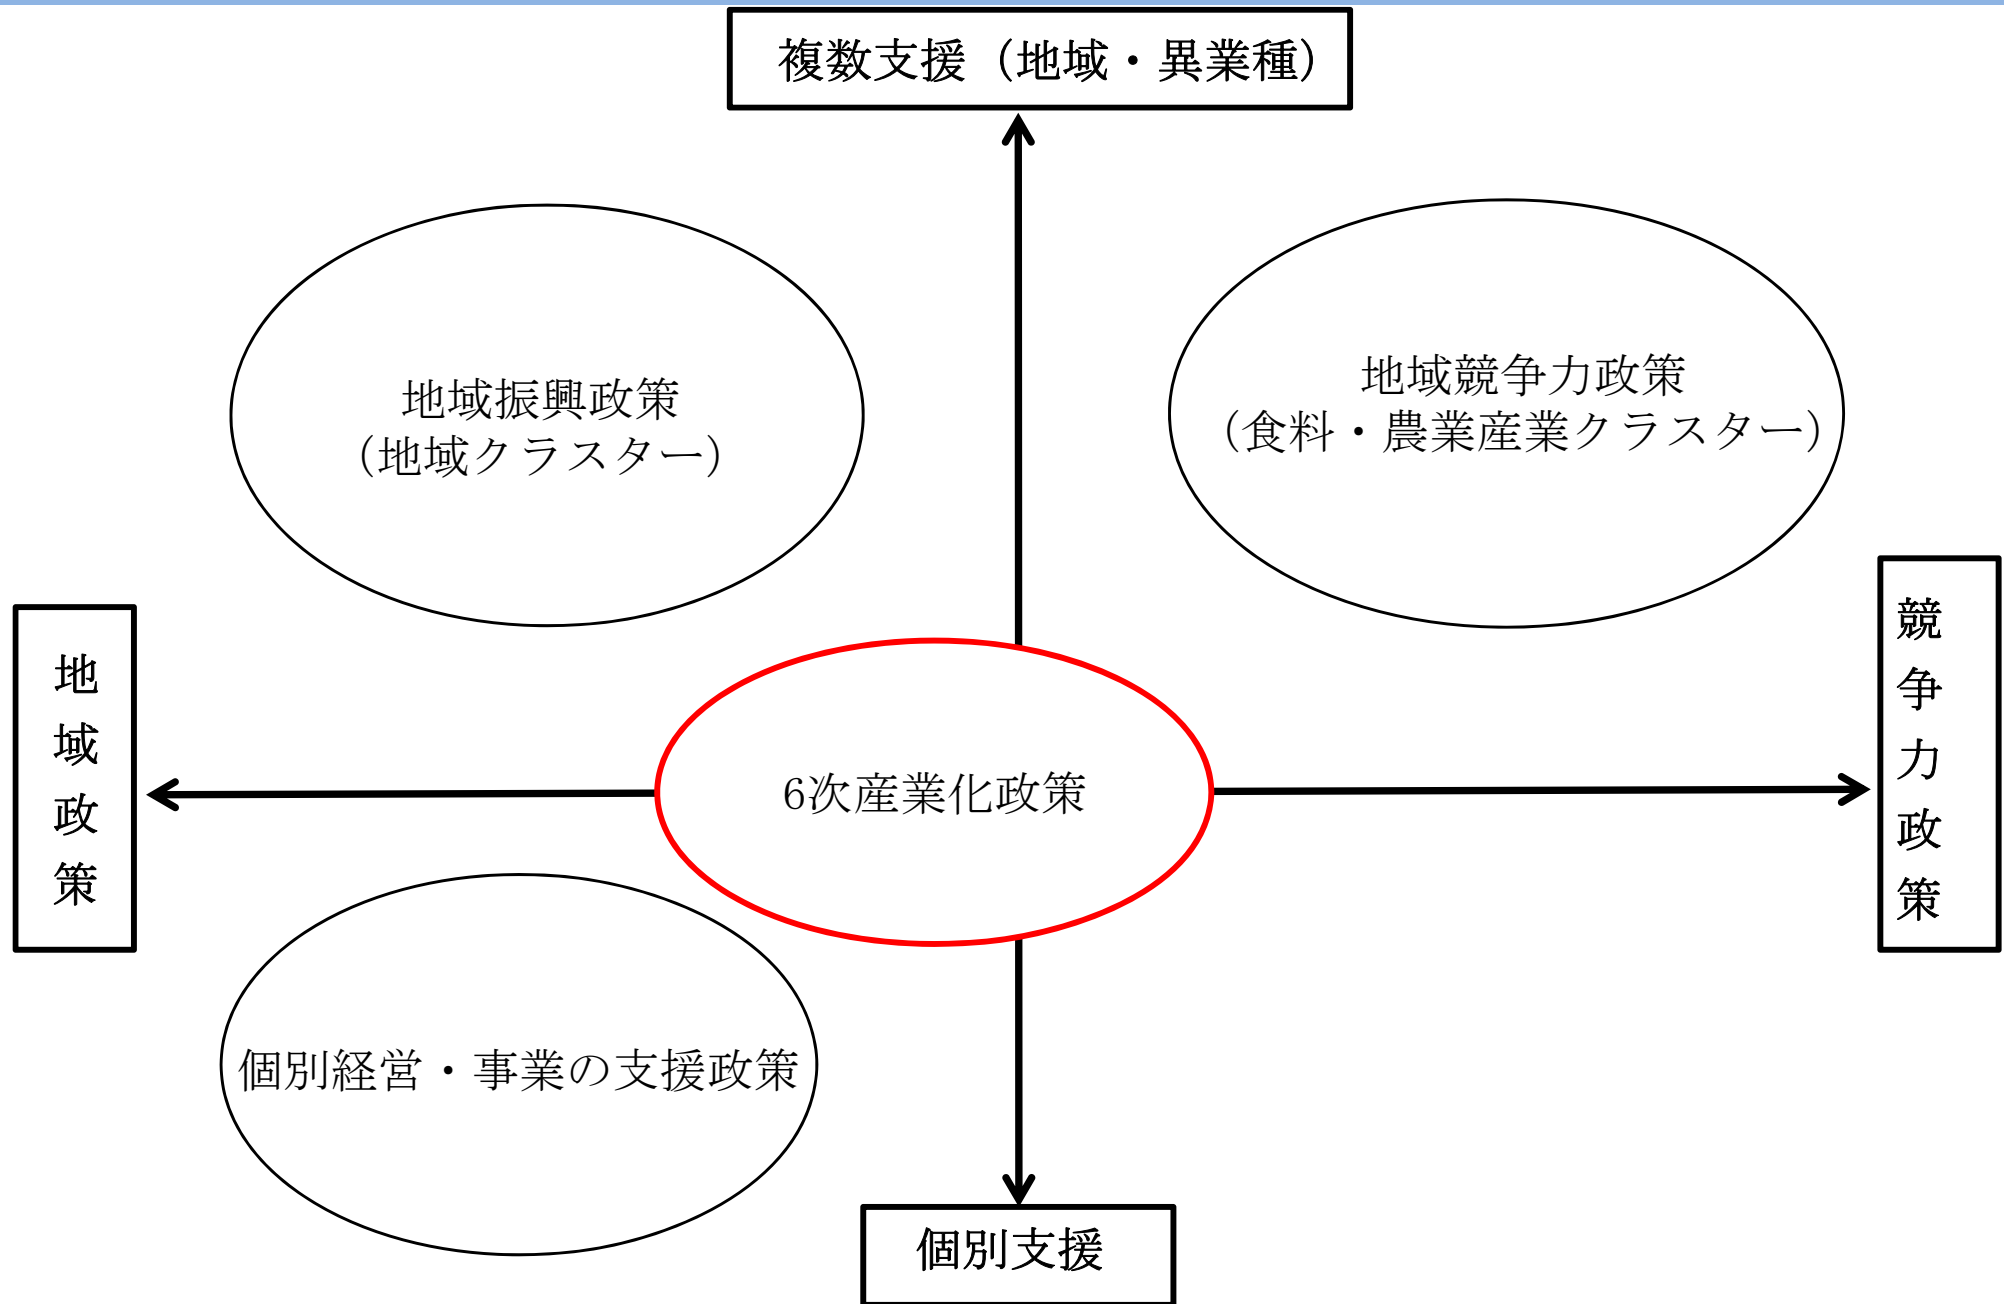 複数支援（地域・異業種）
地域振興政策
（地域クラスター）
地域競争力政策
（食料・農業産業クラスター）
地域政策
競争力政策
6次産業化政策
個別経営・事業の支援政策
個別支援